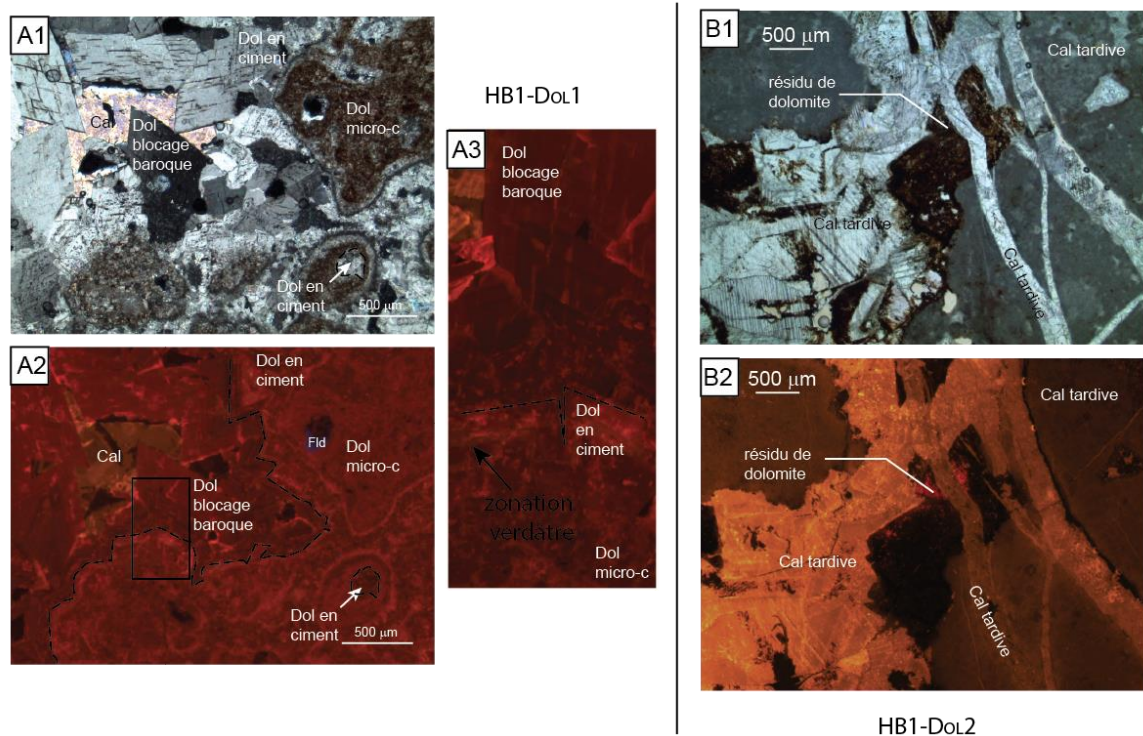 A1
Dol en
ciment
Dol
micro-c
Cal
Dol
blocage
baroque
Dol en
ciment
500 µm
HB1-DOL1
A2
Dol en
ciment
Fld
Dol
micro-c
Cal
Dol
blocage
baroque
Dol en
ciment
500 µm
A3
Dol
blocage
baroque
Dol
en
ciment
zonation
verdatre
Dol
micro-c
B1
500 µm
Cal tardive
résidu de
dolomite
Cal tardive
Cal tardive
B2
500 µm
Cal tardive
résidu de
dolomite
Cal tardive
Cal tardive
HB1-DOL2